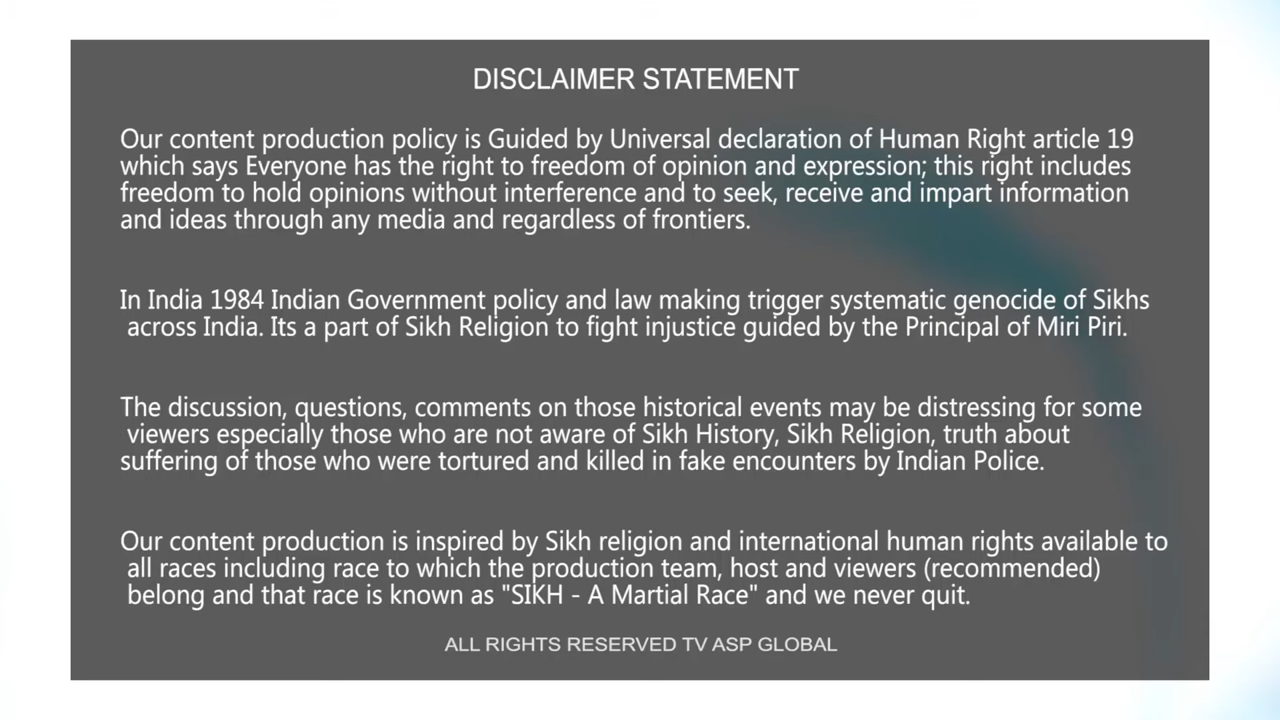 DISCLAIMER STATEMENT
Our content production policy is Guided by Universal declaration of Human Right article 19
which says Everyone has the right to freedom of opinion and expression; this right includes
freedom to hold opinions without interference and to seek, receive and impart information
and ideas through any media and regardless of frontiers.
In India 1984 Indian Government policy and law making trigger systematic genocide of Sikhs
across India. Its a part of Sikh Religion to fight injustice guided by the Principal of Miri Piri.
The discussion, questions, comments on those historical events may be distressing for some
viewers especially those who are not aware of Sikh History, Sikh Religion, truth about
suffering of those who were tortured and killed in fake encounters by Indian Police.
Our content production is inspired by Sikh religion and international human rights available to
all races including race to which the production team, host and viewers (recommended)
belong and that race is known as "SIKH - A Martial Race" and we never quit.
ALL RIGHTS RESERVED TV ASP GLOBAL